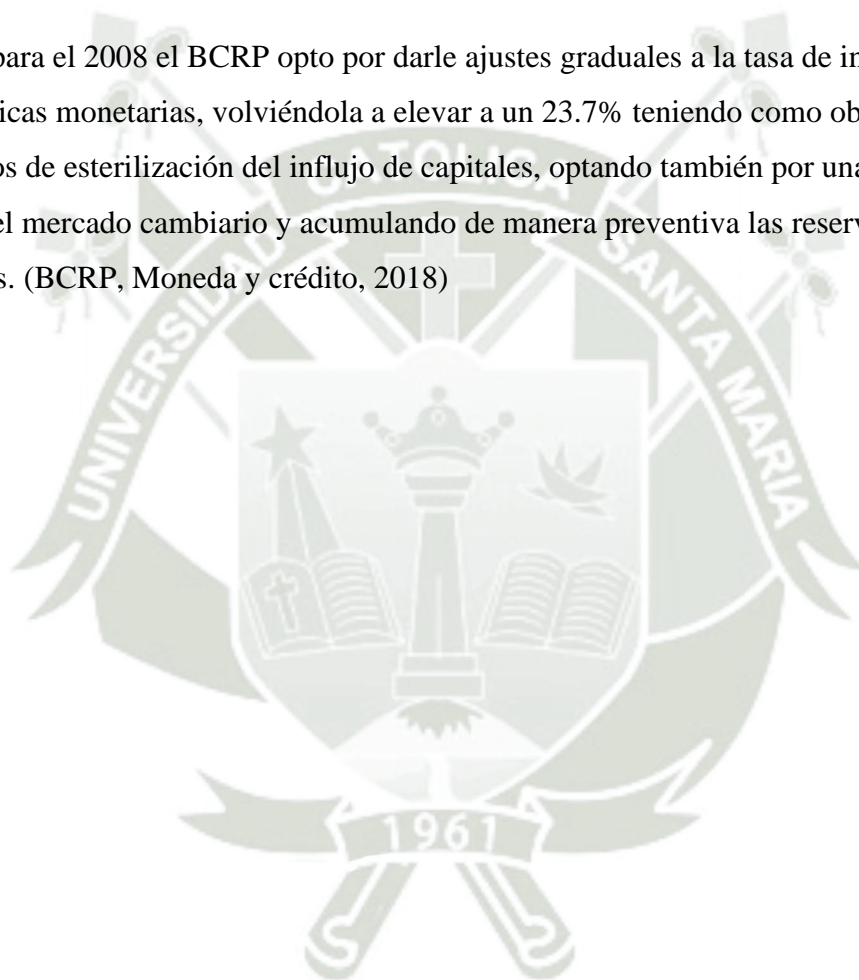 para el 2008 el BCRP opto por darle ajustes graduales a la tasa de in
icas monetarias, volviéndola a elevar a un 23.7% teniendo como ob
os de esterilización del influjo de capitales, optando también por una
el mercado cambiario y acumulando de manera preventiva las reserv
s. (BCRP, Moneda y crédito, 2018)
UNIVERSIDAD CATOLICA SANTA MARIA
1961